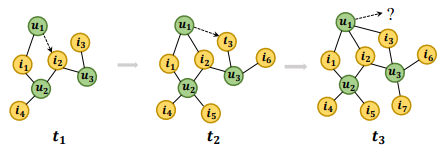 u₁ i₃ i₁ i₂ u₃ u₂ i₄
t₁
u₁ i₃ i₁ i₂ i₆ u₃ u₂ i₄ i₅
t₂
u₁ ? i₃ i₁ i₂ i₆ u₃ u₂ i₄ i₅ i₇
t₃